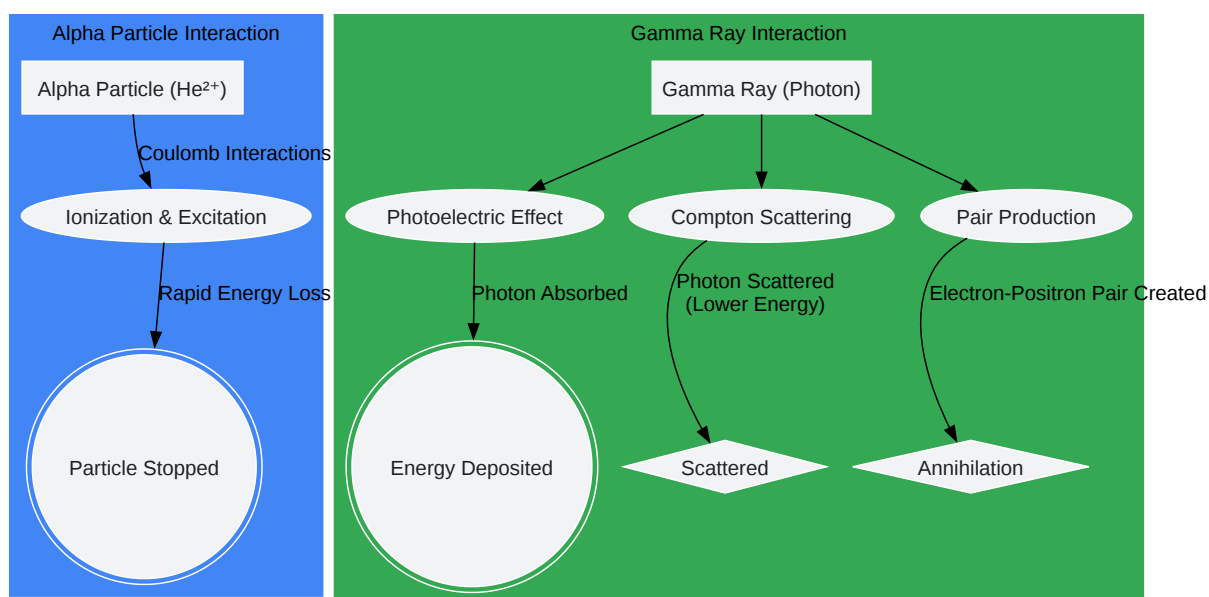 Alpha Particle Interaction
Alpha Particle (He²⁺)
Coulomb Interactions
Ionization & Excitation
Rapid Energy Loss
Particle Stopped
Gamma Ray Interaction
Gamma Ray (Photon)
Photoelectric Effect
Compton Scattering
Pair Production
Photon Absorbed
Photon Scattered
(Lower Energy)
Electron-Positron Pair Created
Energy Deposited
Scattered
Annihilation